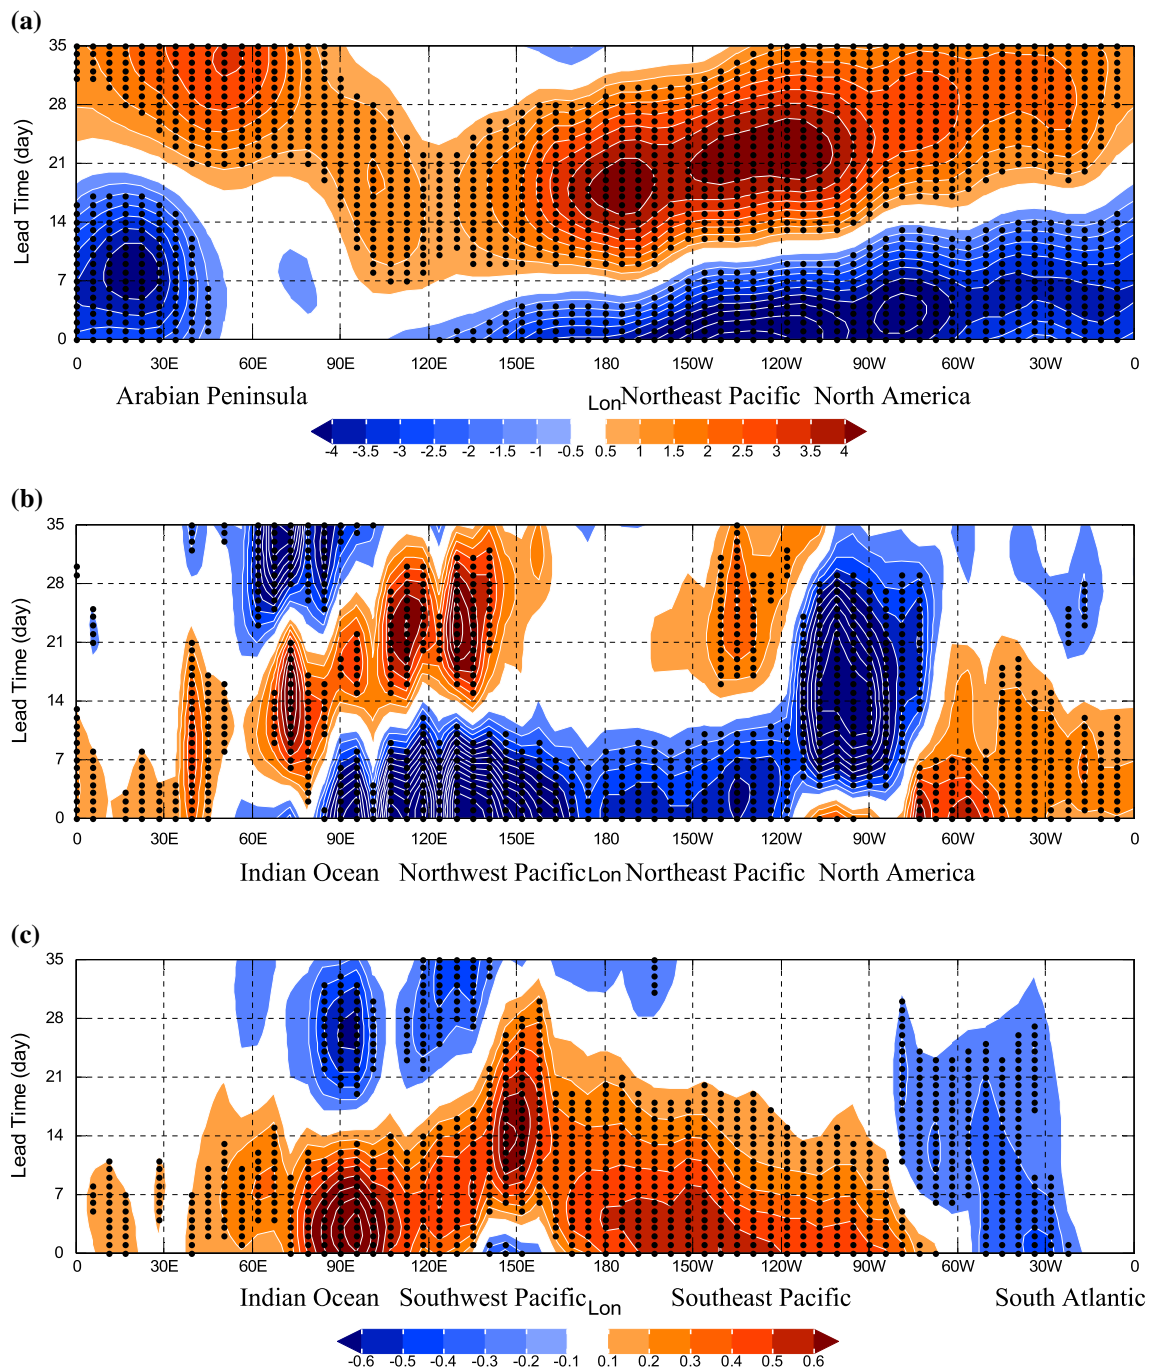 (a)
35
28
21
14
7
0
Lead Time (day)
0 30E 60E 90E 120E 150E 180 150W 120W 90W 60W 30W 0
Arabian Peninsula Lon Northeast Pacific North America
-4 -3.5 -3 -2.5 -2 -1.5 -1 -0.5 0.5 1 1.5 2 2.5 3 3.5 4
(b)
35
28
21
14
7
0
Lead Time (day)
0 30E 60E 90E 120E 150E 180 150W 120W 90W 60W 30W 0
Indian Ocean Northwest Pacific Lon Northeast Pacific North America
(c)
35
28
21
14
7
0
Lead Time (day)
0 30E 60E 90E 120E 150E 180 150W 120W 90W 60W 30W 0
Indian Ocean Southwest Pacific Lon Southeast Pacific South Atlantic
-0.6 -0.5 -0.4 -0.3 -0.2 -0.1 0.1 0.2 0.3 0.4 0.5 0.6